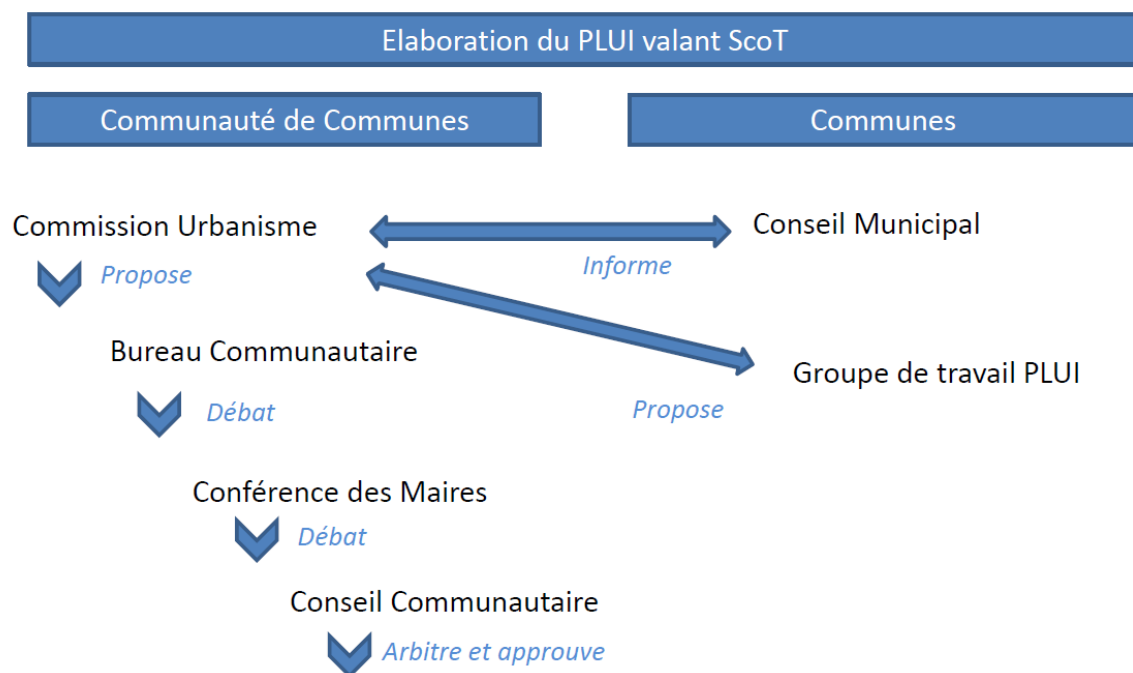 Elaboration du PLUI valant ScoT
Communauté de Communes
Communes
Commission Urbanisme
Conseil Municipal
Informe
Propose
Bureau Communautaire
Groupe de travail PLUI
Propose
Débat
Conférence des Maires
Débat
Conseil Communautaire
Arbitre et approuve